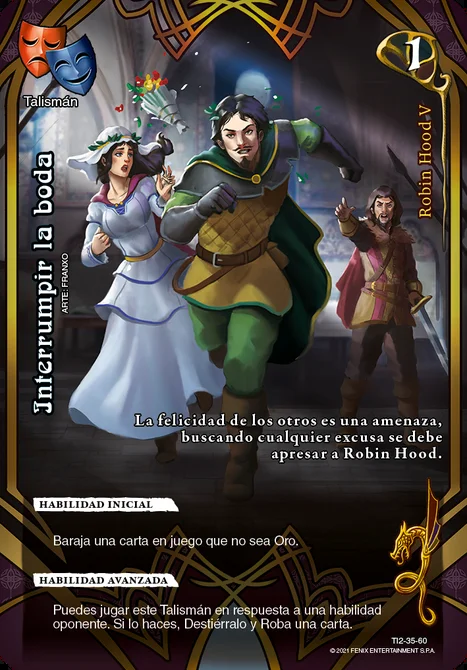 1
Talismán
Robin Hood V
Interrumpir la boda
ARTE: FRANXO
La felicidad de los otros es una amenaza,
buscando cualquier excusa se debe
apresar a Robin Hood.
HABILIDAD INICIAL
Baraja una carta en juego que no sea Oro.
HABILIDAD AVANZADA
Puedes jugar este Talismán en respuesta a una habilidad
oponente. Si lo haces, Destiérralo y Roba una carta.
TI2-35-60
© 2021 FENIX ENTERTAINMENT S.P.A.